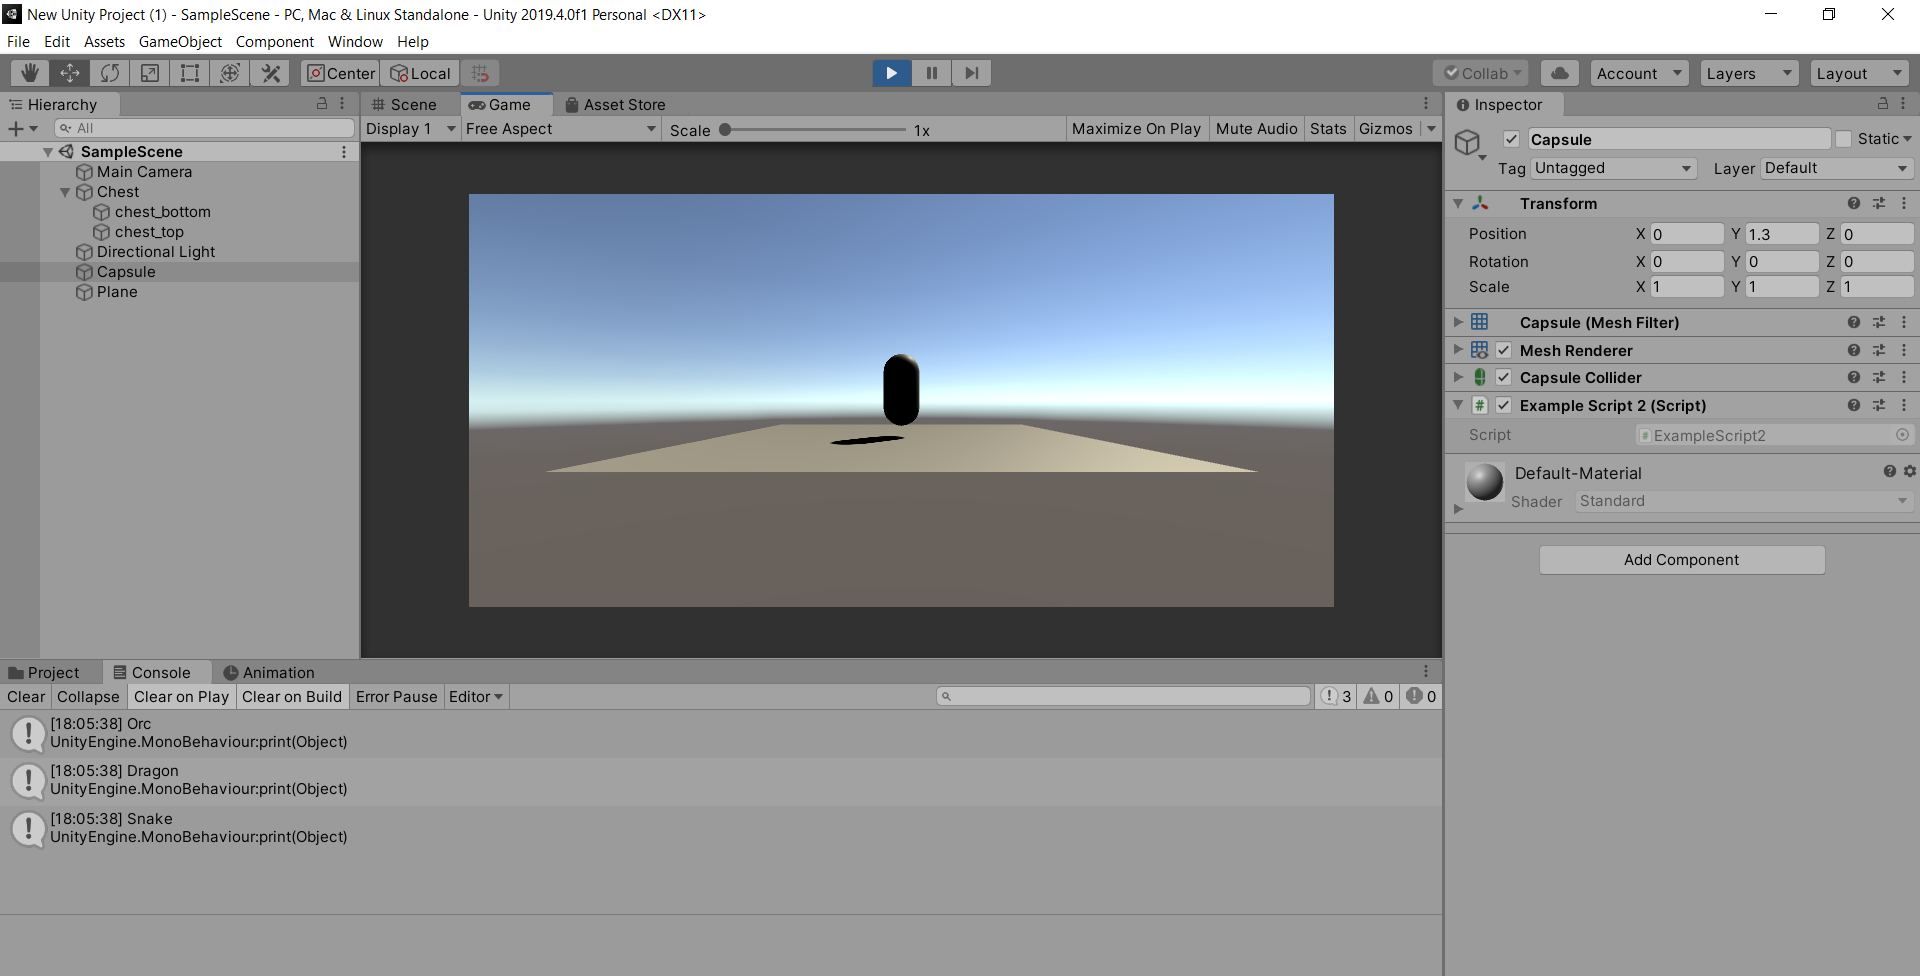 New Unity Project (1) - SampleScene - PC, Mac & Linux Standalone - Unity 2019.4.0f1 Personal <DX11>
File Edit Assets GameObject Component Window Help
Center Local Collab Account Layers Layout
Hierarchy
All
SampleScene
Main Camera
Chest
chest_bottom
chest_top
Directional Light
Capsule
Plane
Scene Game Asset Store
Display 1 Free Aspect Scale 1x Maximize On Play Mute Audio Stats Gizmos
Inspector
Capsule Static
Tag Untagged Layer Default
Transform
Position X 0 Y 1.3 Z 0
Rotation X 0 Y 0 Z 0
Scale X 1 Y 1 Z 1
Capsule (Mesh Filter)
Mesh Renderer
Capsule Collider
# Example Script 2 (Script)
Script # ExampleScript2
Default-Material
Shader Standard
Add Component
Project Console Animation
Clear Collapse Clear on Play Clear on Build Error Pause Editor 3 0 0
[18:05:38] Orc
UnityEngine.MonoBehaviour:print(Object)
[18:05:38] Dragon
UnityEngine.MonoBehaviour:print(Object)
[18:05:38] Snake
UnityEngine.MonoBehaviour:print(Object)